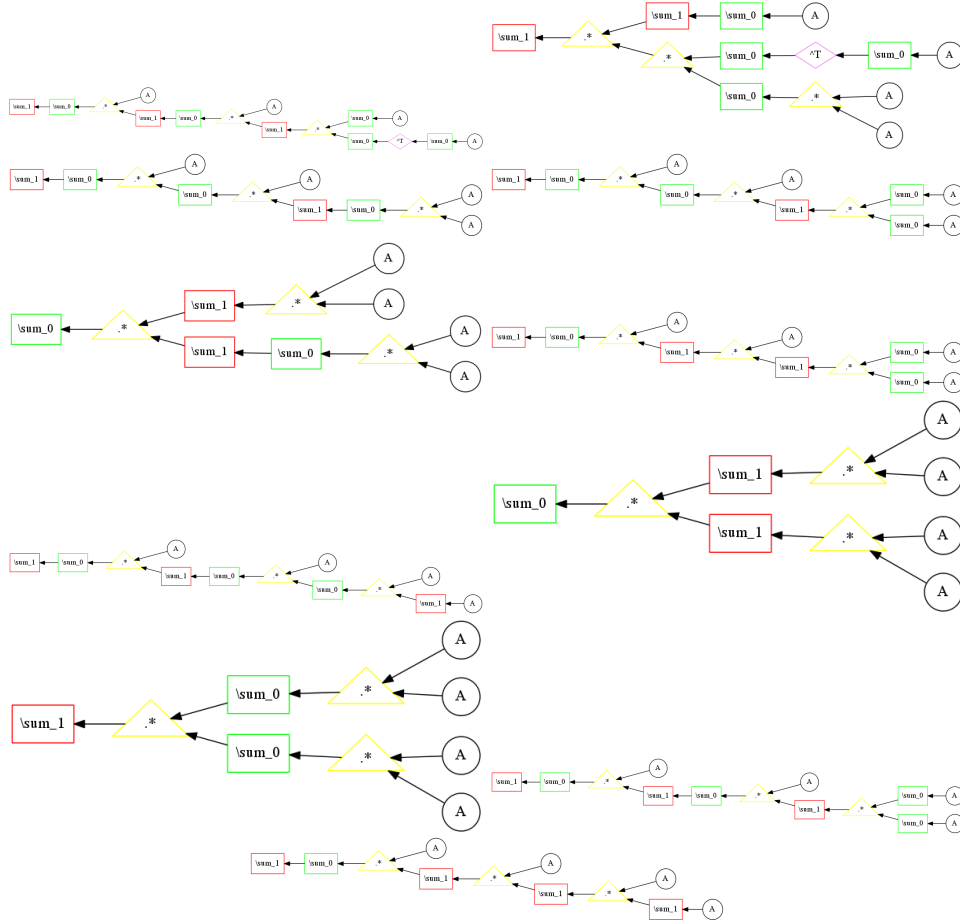 \sum_1 \sum_0 A
\sum_1 .*
.* \sum_0 ^T \sum_0 A
\sum_0 .* A
A
A
\sum_1 \sum_0 .* A
\sum_1 \sum_0 .* \sum_0 A
\sum_1 .*
\sum_0 ^T \sum_0 A
A
\sum_1 \sum_0 .* A
\sum_0 .* A
\sum_1 \sum_0 .* A
A
A
\sum_1 \sum_0 .* A
\sum_0 .* \sum_0 A
\sum_1 .* \sum_0 A
A
\sum_1 .* A
\sum_0 .*
\sum_1 \sum_0 .* A
A
A
\sum_1 \sum_0 .* A
\sum_1 .* \sum_0 A
\sum_1 .* \sum_0 A
A
\sum_1 .* A
\sum_0 .*
\sum_1 .* A
A
A
\sum_1 \sum_0 .* A
\sum_1 \sum_0 .* A
\sum_0 .* \sum_1 A
A
\sum_0 .* A
\sum_1 .*
\sum_0 .* A
A
A
\sum_1 \sum_0 .* A
\sum_1 \sum_0 .* \sum_0 A
\sum_1 .* \sum_0 A
A
\sum_1 \sum_0 .* A
\sum_1 .* A
\sum_1 .*
\sum_1 A